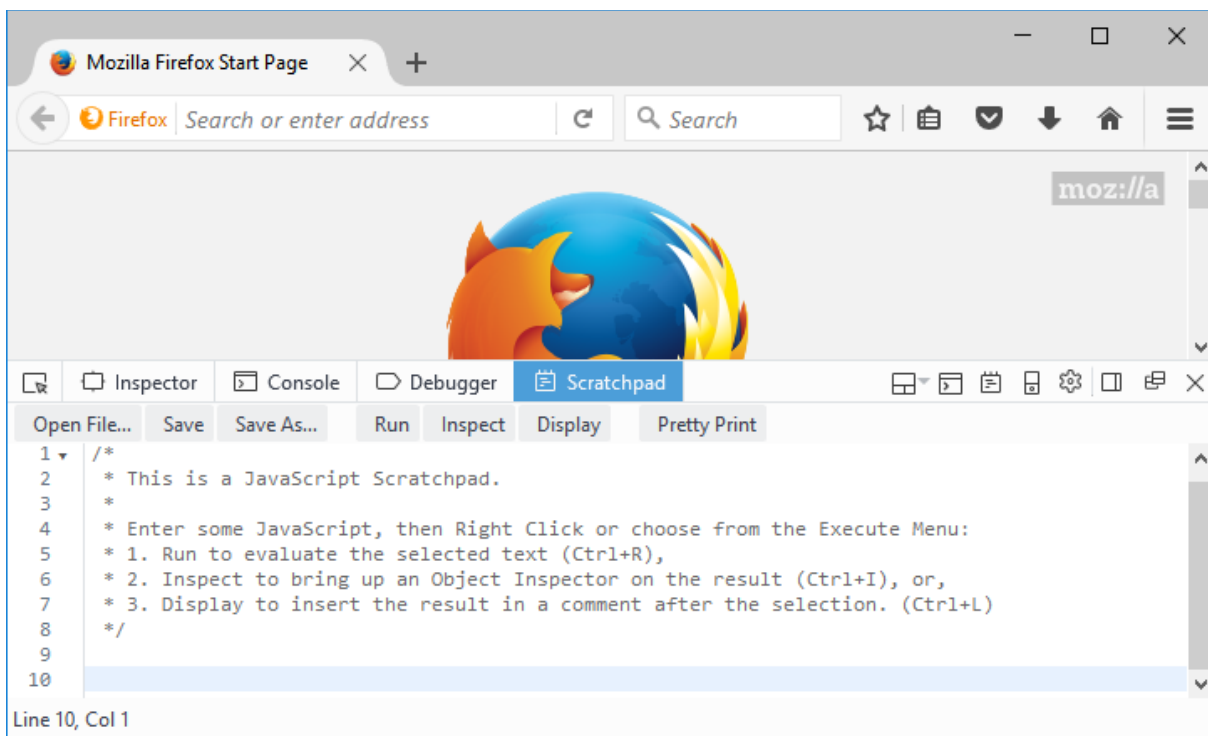 Mozilla Firefox Start Page
Firefox Search or enter address Search
moz://a
Inspector Console Debugger Scratchpad
Open File... Save Save As... Run Inspect Display Pretty Print
1 /*
2  * This is a JavaScript Scratchpad.
3  *
4  * Enter some JavaScript, then Right Click or choose from the Execute Menu:
5  * 1. Run to evaluate the selected text (Ctrl+R),
6  * 2. Inspect to bring up an Object Inspector on the result (Ctrl+I), or,
7  * 3. Display to insert the result in a comment after the selection. (Ctrl+L)
8  */
9
10
Line 10, Col 1